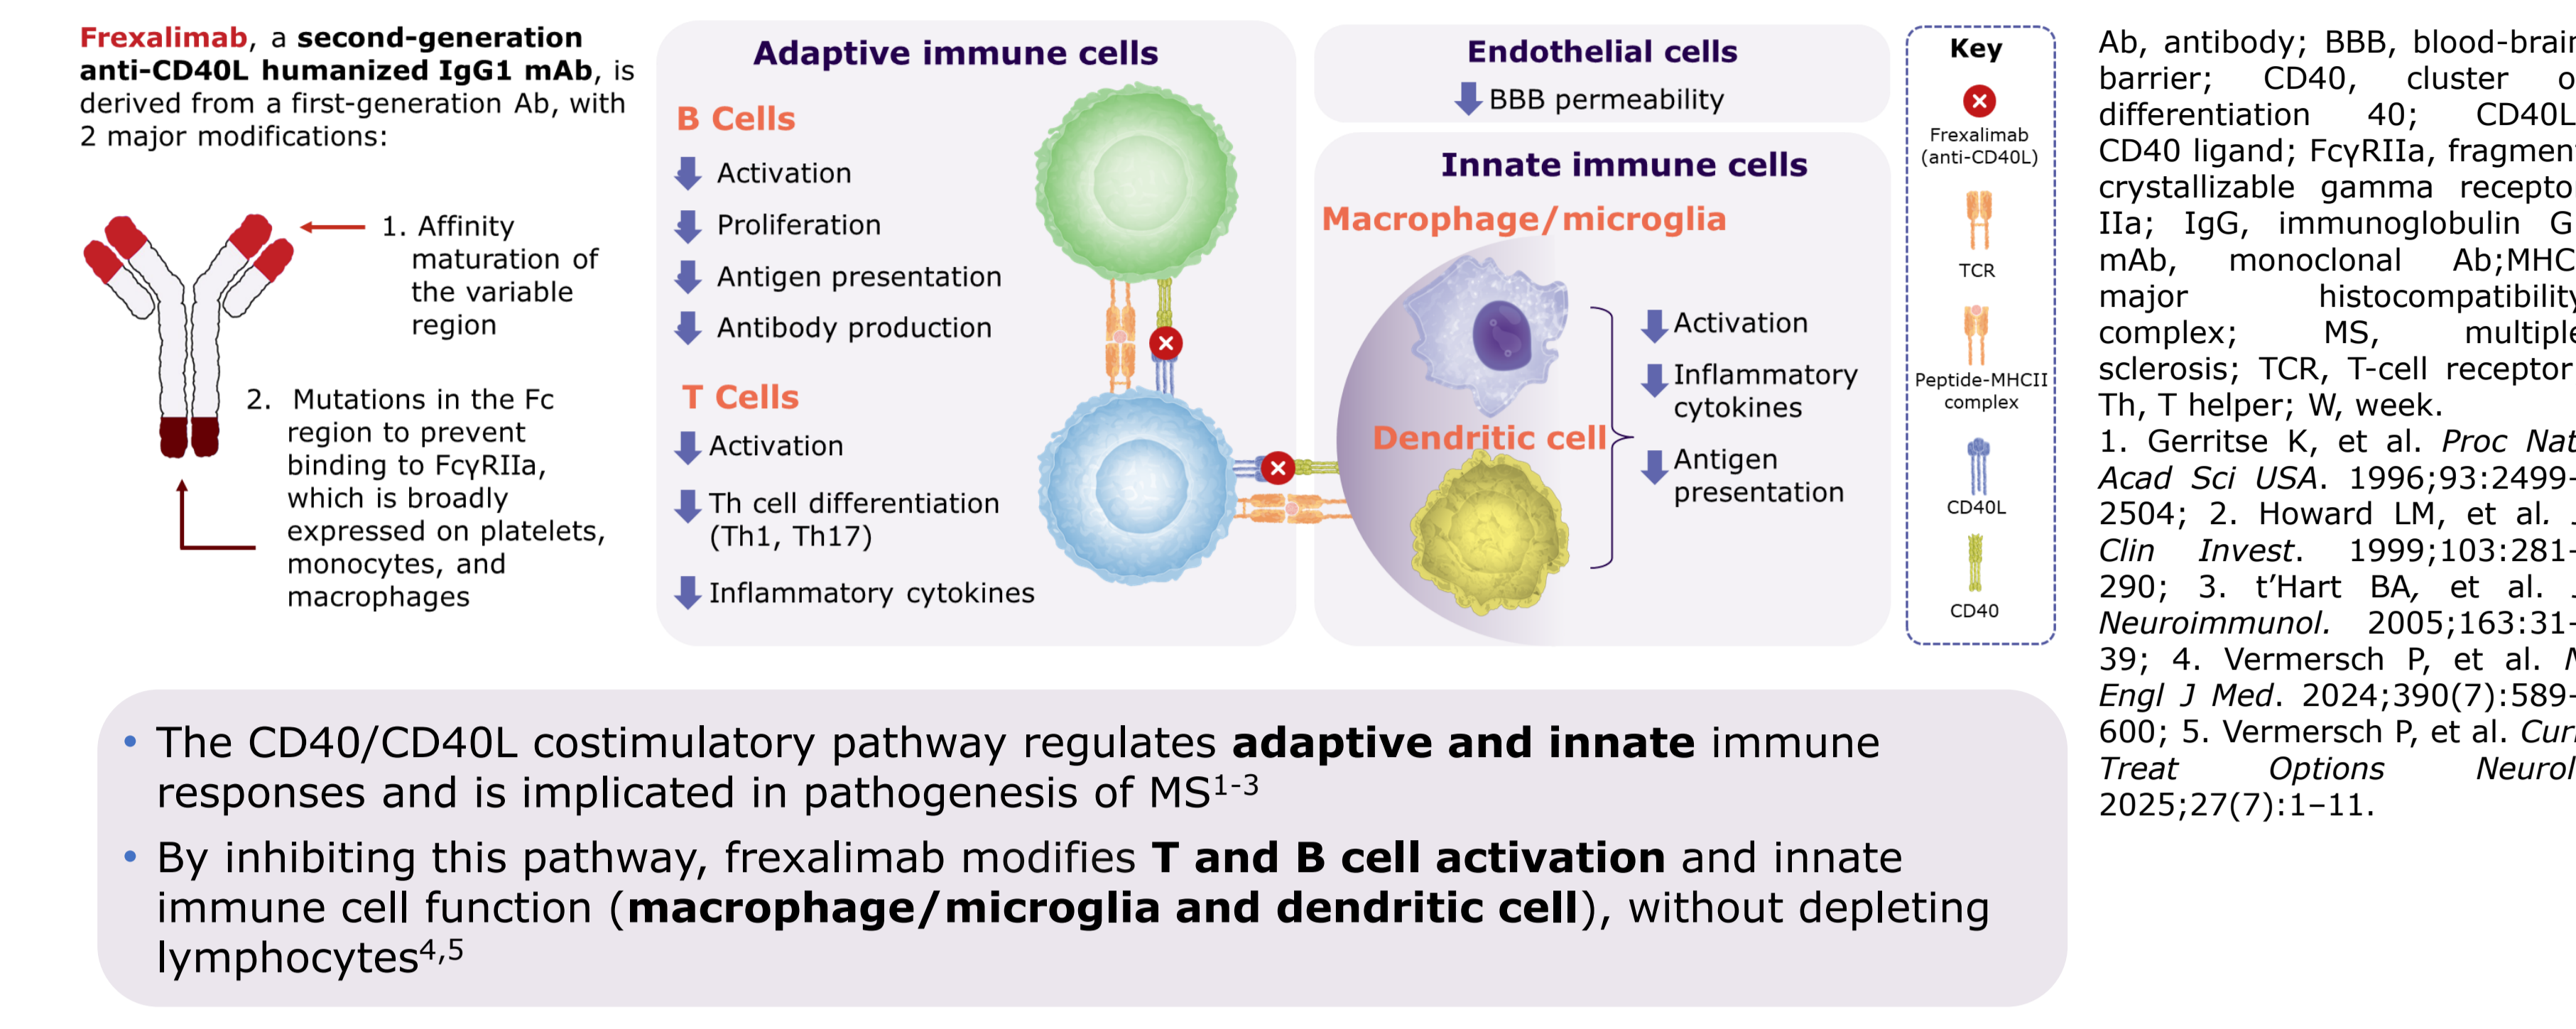 Frexalimab, a second-generation
anti-CD40L humanized IgG1 mAb, is
derived from a first-generation Ab, with
2 major modifications:
1. Affinity
maturation of
the variable
region
2. Mutations in the Fc
region to prevent
binding to FcγRIIa,
which is broadly
expressed on platelets,
monocytes, and
macrophages
Adaptive immune cells
B Cells
Activation
Proliferation
Antigen presentation
Antibody production
T Cells
Activation
Th cell differentiation
(Th1, Th17)
Inflammatory cytokines
Endothelial cells
BBB permeability
Innate immune cells
Macrophage/microglia
Dendritic cell
Activation
Inflammatory
cytokines
Antigen
presentation
Key
Frexalimab
(anti-CD40L)
TCR
Peptide-MHCII
complex
CD40L
CD40
• The CD40/CD40L costimulatory pathway regulates adaptive and innate immune
responses and is implicated in pathogenesis of MS1-3
• By inhibiting this pathway, frexalimab modifies T and B cell activation and innate
immune cell function (macrophage/microglia and dendritic cell), without depleting
lymphocytes4,5
Ab, antibody; BBB, blood-brain
barrier; CD40, cluster
differentiation 40; CD40L
CD40 ligand; FcγRIIa, fragment
crystallizable gamma
IIa; IgG, immunoglobulin G
mAb, monoclonal Ab;MHC
major histocompatibility
complex; MS, multiple
sclerosis; TCR, T-cell receptor
Th, T helper; W, week.
1. Gerritse K, et al. Proc
Acad Sci USA. 1996;93:2499-
2504; 2. Howard LM, et al.
Clin Invest. 1999;103:281-
290; 3. t'Hart BA, et al.
Neuroimmunol. 2005;163:31-
39; 4. Vermersch P, et al.
Engl J Med. 2024;390(7):589-
600; 5. Vermersch P, et al.
Treat Options Neurol
2025;27(7):1–11.